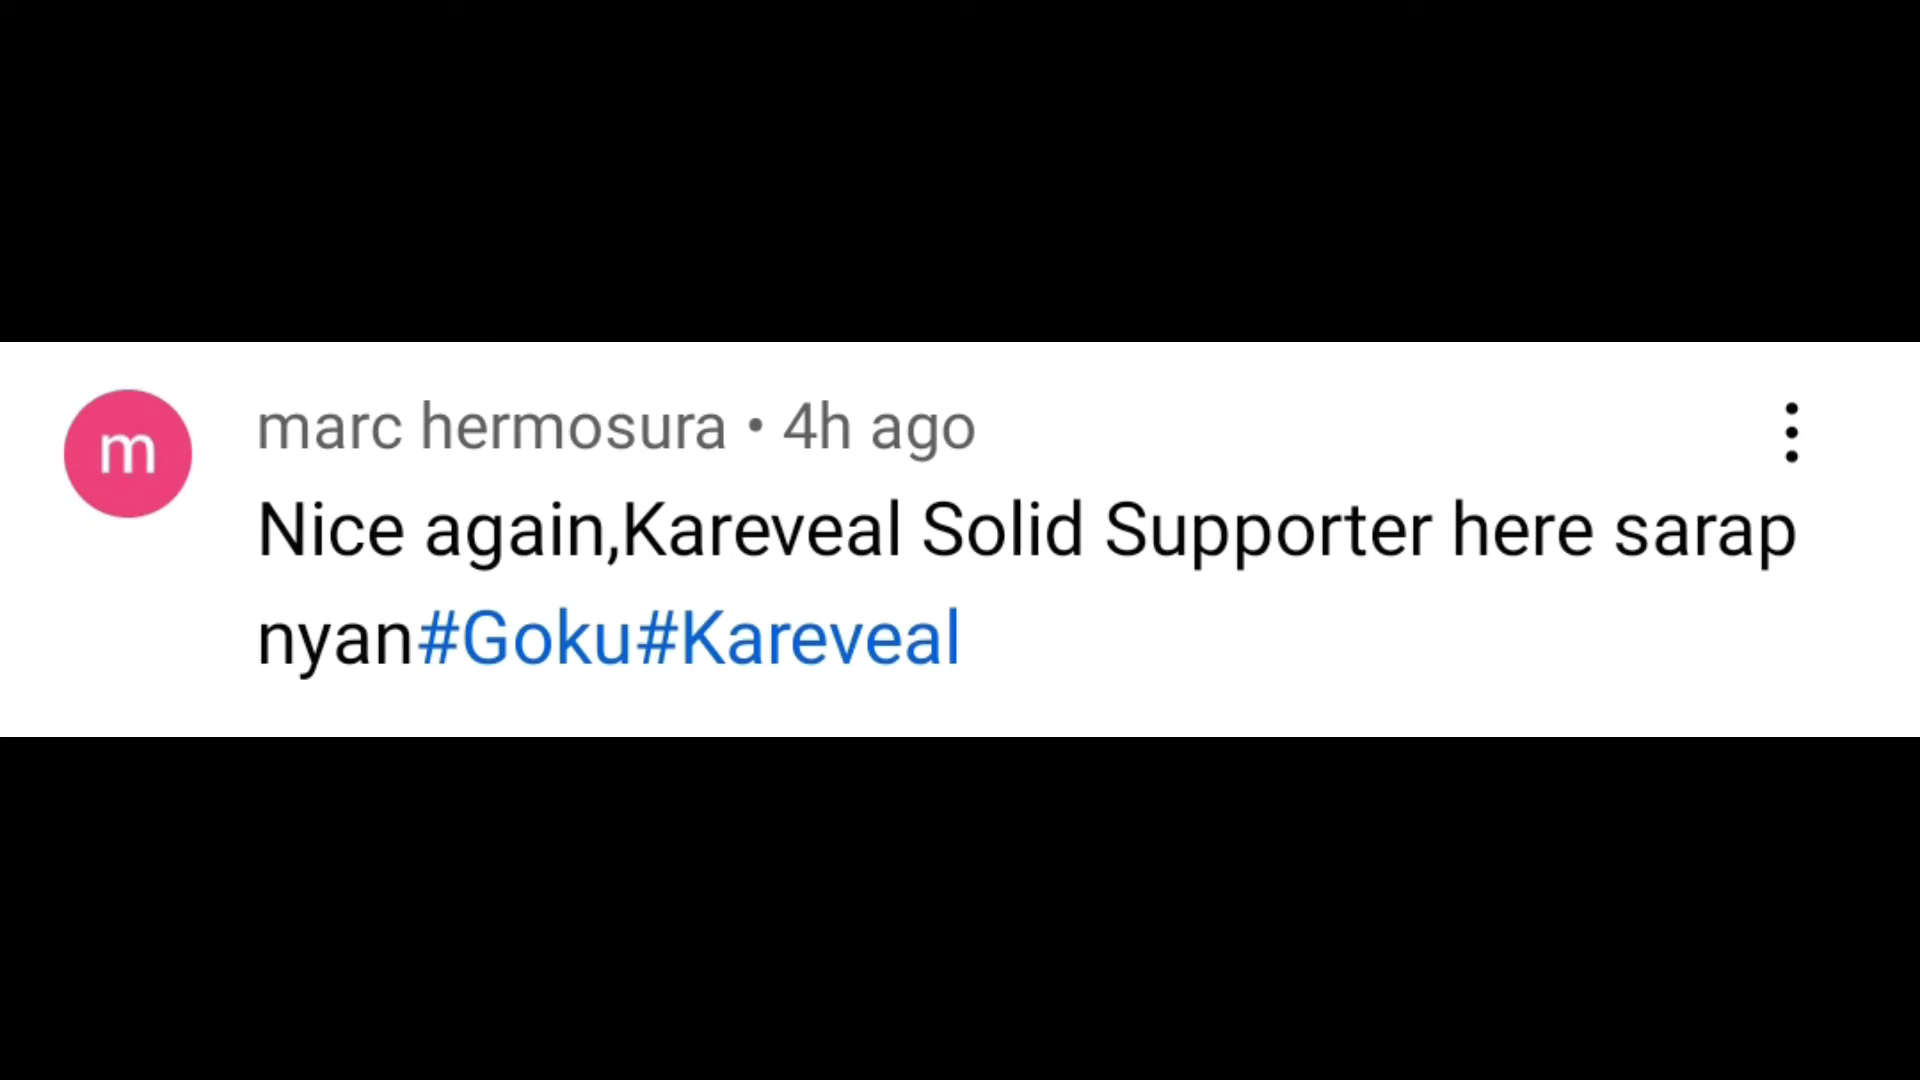 m
marc hermosura • 4h ago
Nice again,Kareveal Solid Supporter here sarap
nyan#Goku#Kareveal